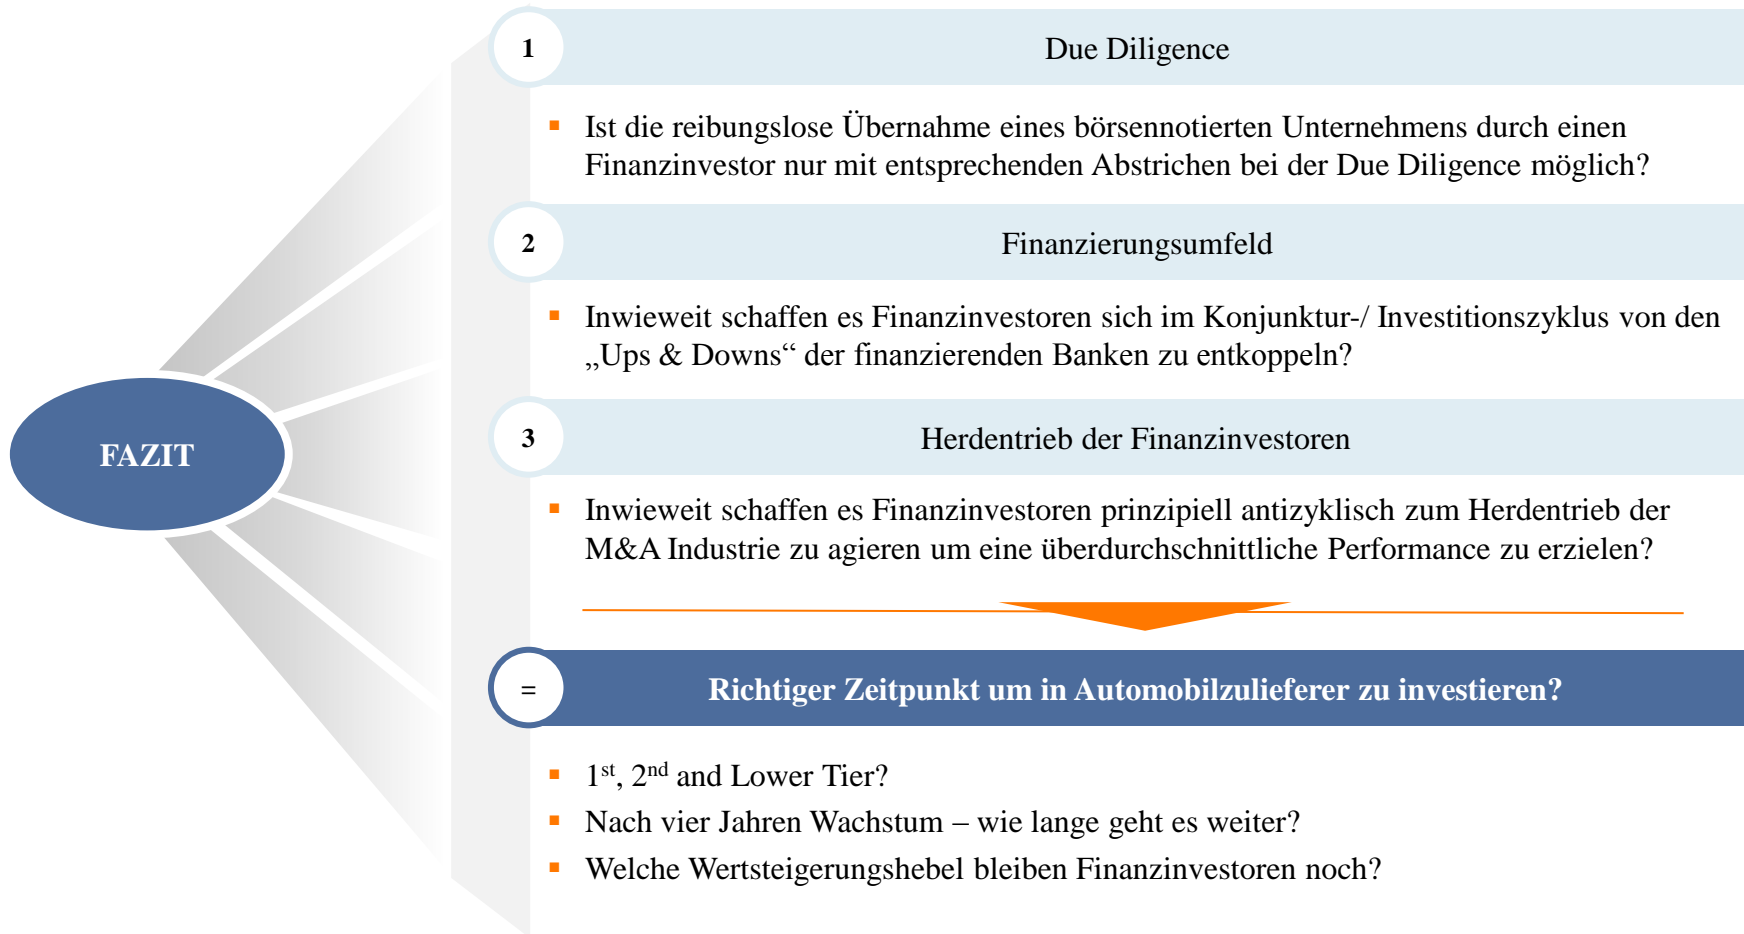 1
Due Diligence
▪ Ist die reibungslose Übernahme eines börsennotierten Unternehmens durch einen
Finanzinvestor nur mit entsprechenden Abstrichen bei der Due Diligence möglich?
2
Finanzierungsumfeld
▪ Inwieweit schaffen es Finanzinvestoren sich im Konjunktur-/ Investitionszyklus von den
„Ups & Downs“ der finanzierenden Banken zu entkoppeln?
FAZIT
3
Herdentrieb der Finanzinvestoren
▪ Inwieweit schaffen es Finanzinvestoren prinzipiell antizyklisch zum Herdentrieb der
M&A Industrie zu agieren um eine überdurchschnittliche Performance zu erzielen?
=
Richtiger Zeitpunkt um in Automobilzulieferer zu investieren?
▪ 1st, 2nd and Lower Tier?
▪ Nach vier Jahren Wachstum – wie lange geht es weiter?
▪ Welche Wertsteigerungshebel bleiben Finanzinvestoren noch?